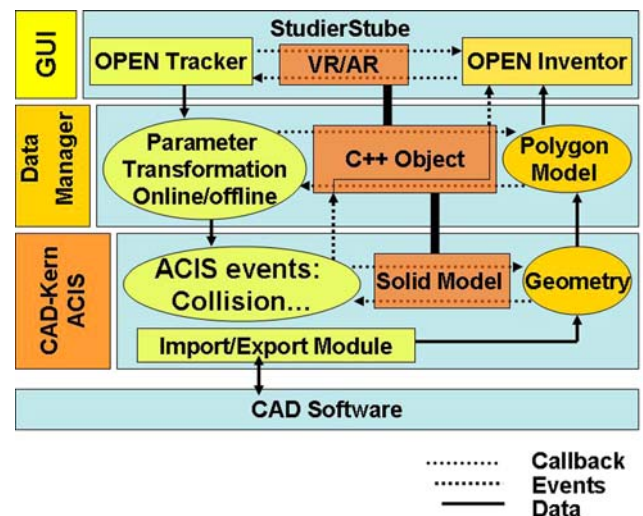 GUI
StudierStube
OPEN Tracker
VR/AR
OPEN Inventor
Data
Manager
Parameter
Transformation
Online/offline
C++ Object
Polygon
Model
CAD-Kern
ACIS
ACIS events:
Collision...
Solid Model
Geometry
Import/Export Module
CAD Software
Callback
Events
Data